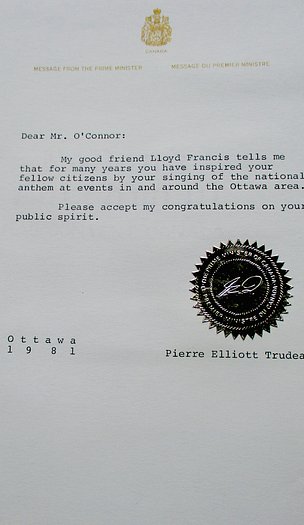 CANADA
MESSAGE FROM THE PRIME MINISTER MESSAGE DU PREMIER MINISTRE
Dear Mr. O'Connor:
My good friend Lloyd Francis tells me
that for many years you have inspired your
fellow citizens by your singing of the national
anthem at events in and around the Ottawa area.
Please accept my congratulations on your
public spirit.
Ottawa
1981
Pierre Elliott Trudea